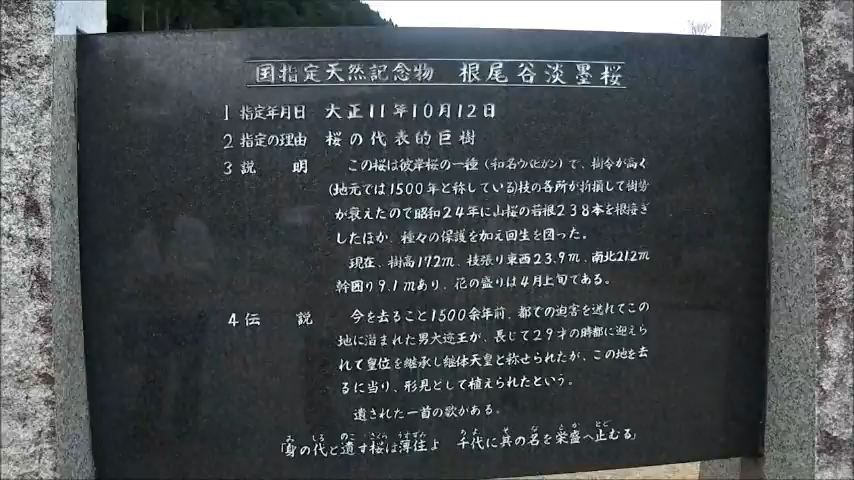 国指定天然記念物 根尾谷淡墨桜
1 指定年月日 大正11年10月12日
2 指定の理由 桜の代表的巨樹
3 説 明 この桜は彼岸桜の一種(和名ウバヒガン)で、樹令が高く
(地元では1500年と称している)枝の各所が折損して樹勢
が衰えたので昭和24年に山桜の若根238本を根接ぎ
したほか、種々の保護を加え回生を図った。
現在、樹高17.2m、枝張り東西23.9m、南北21.2m
幹囲り9.1mあり、花の盛りは4月上旬である。
4 伝 説 今を去ること1500余年前、都での迫害を逃れてこの
地に潜まれた男大迹王が、長じて29才の時都に迎えら
れて皇位を継承し継体天皇と称せられたが、この地を去
るに当り、形見として植えられたという。
遺された一首の歌がある。
「身の代と遺す桜は薄住よ 千代に其の名を栄盛へ止むる」